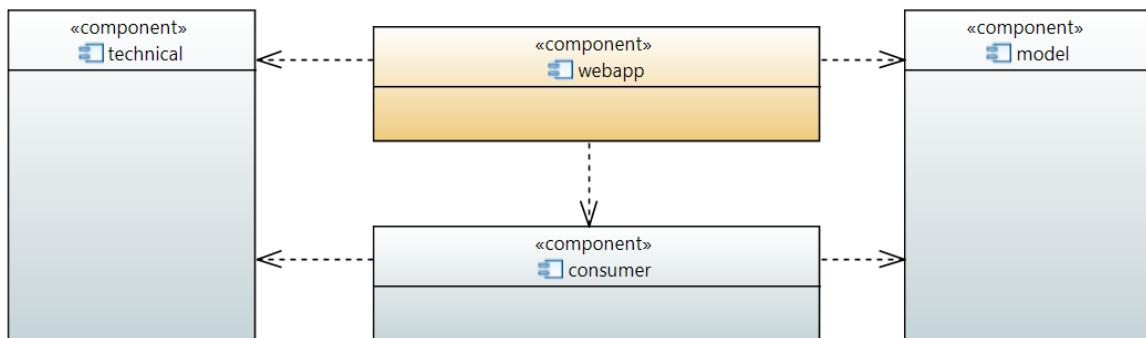 «component»
technical
«component»
webapp
«component»
model
«component»
consumer